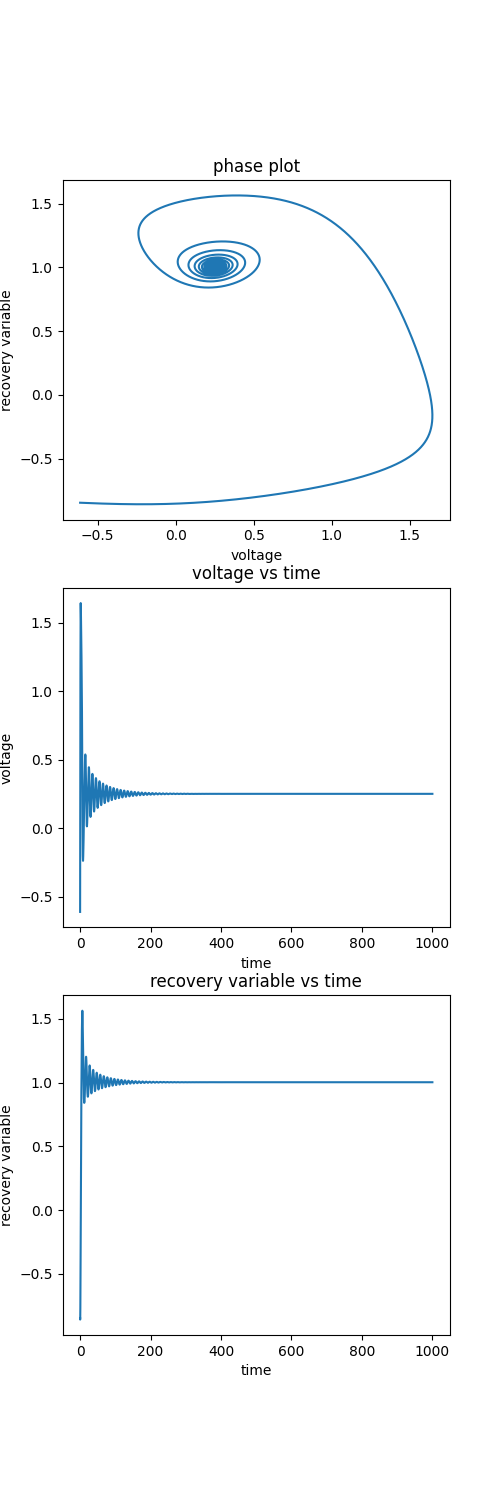 phase plot
1.5
1.0
0.5
0.0
−0.5
recovery variable
−0.5 0.0 0.5 1.0 1.5
voltage
voltage vs time
1.5
1.0
0.5
0.0
−0.5
voltage
0 200 400 600 800 1000
time
recovery variable vs time
1.5
1.0
0.5
0.0
−0.5
recovery variable
0 200 400 600 800 1000
time